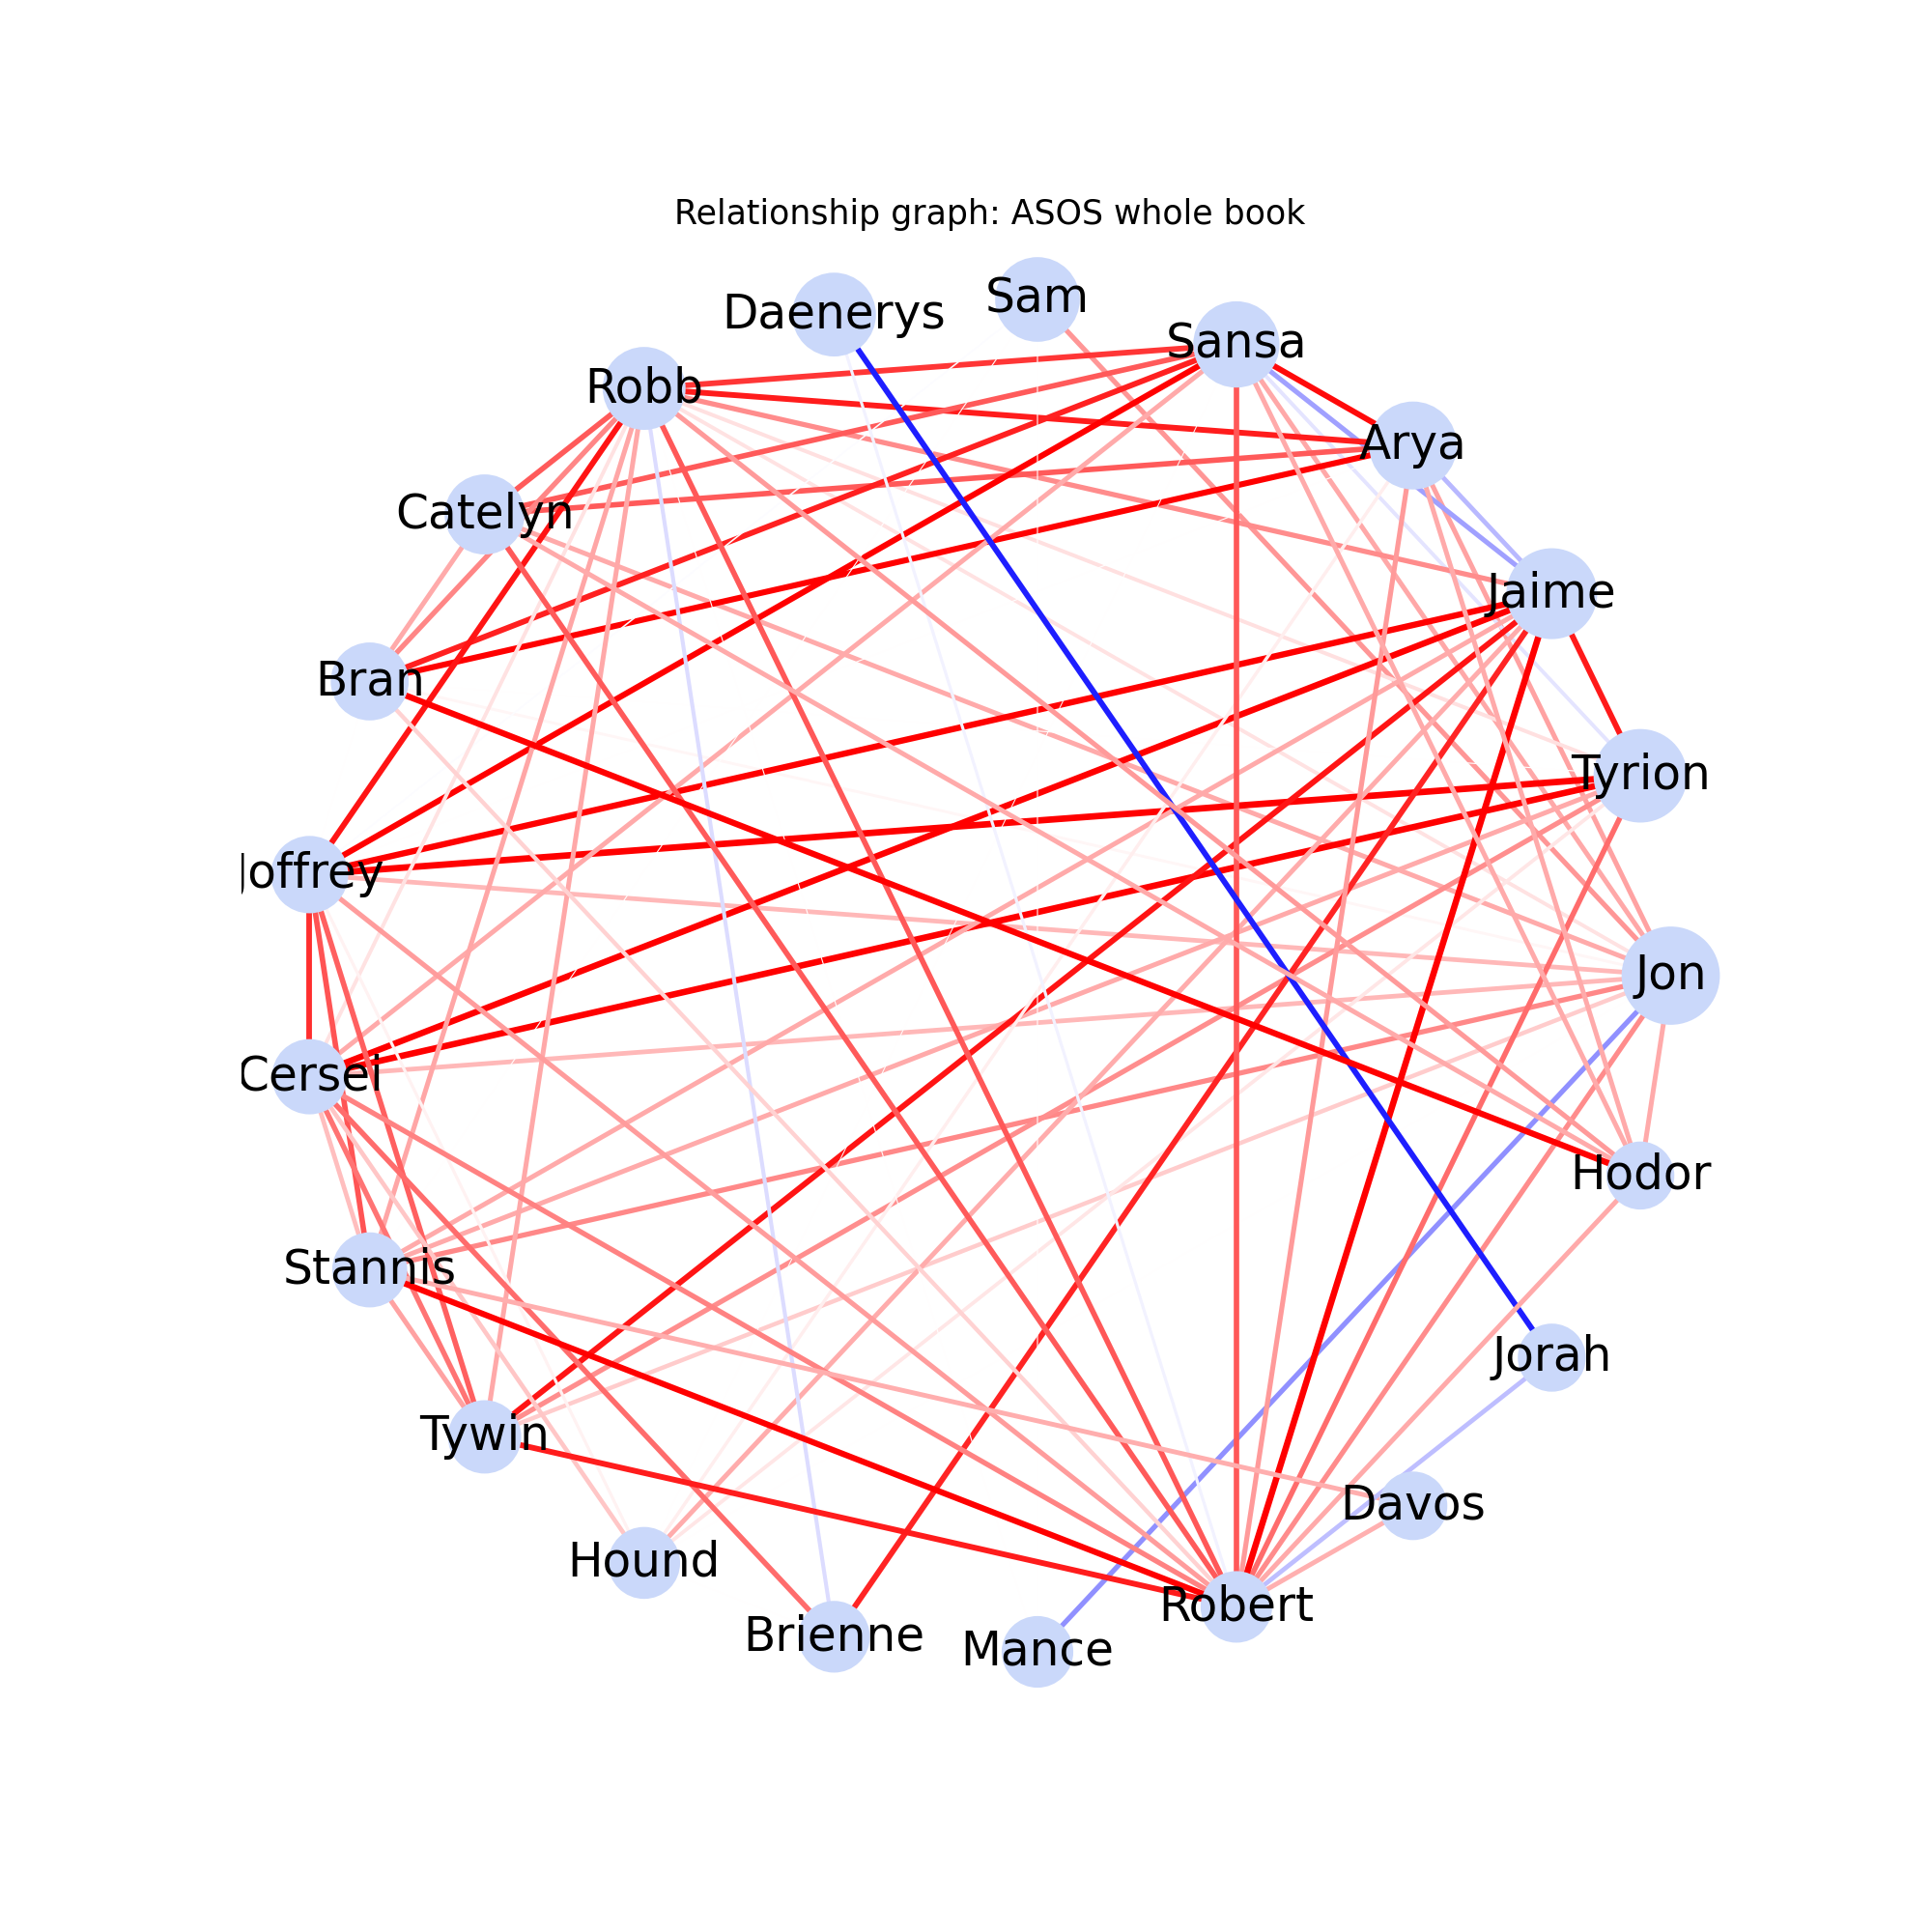 Relationship graph: ASOS whole book
Sam
Daenerys
Sansa
Robb
Arya
Catelyn
Jaime
Bran
Tyrion
Joffrey
Jon
Cersei
Hodor
Stannis
Jorah
Tywin
Davos
Hound
Robert
Brienne
Mance